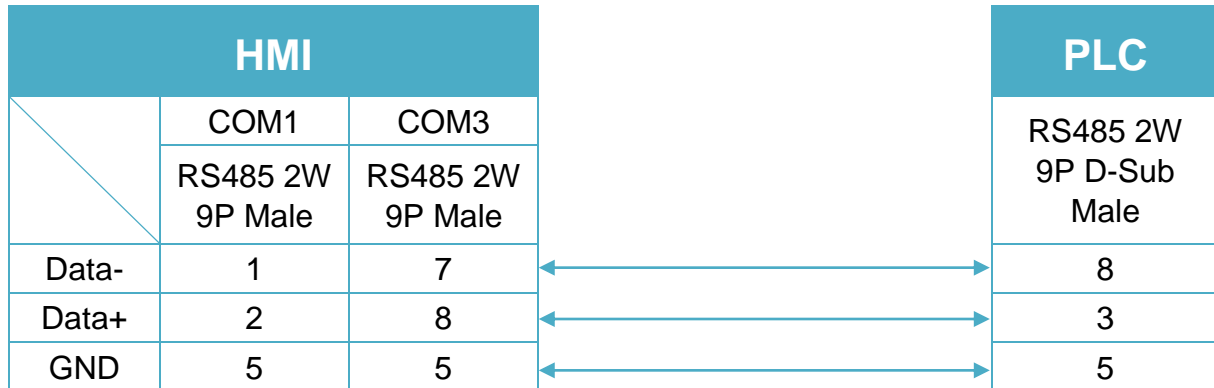 HMI
PLC
COM1 COM3
RS485 2W
9P Male
RS485 2W
9P Male
RS485 2W
9P D-Sub
Male
Data- 1 7 8
Data+ 2 8 3
GND 5 5 5